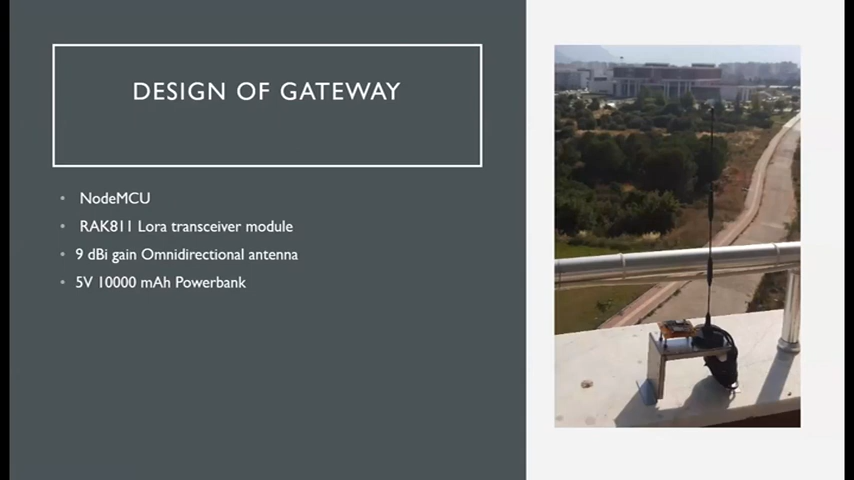 DESIGN OF GATEWAY
• NodeMCU
• RAK811 Lora transceiver module
• 9 dBi gain Omnidirectional antenna
• 5V 10000 mAh Powerbank